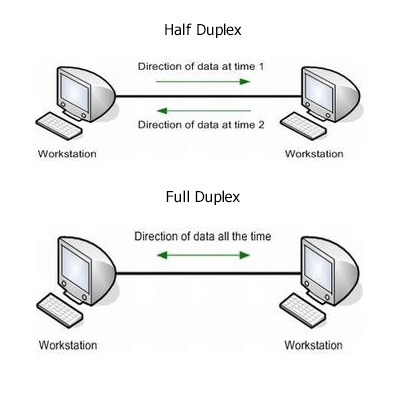 Half Duplex
Direction of data at time 1
Direction of data at time 2
Workstation
Workstation
Full Duplex
Direction of data all the time
Workstation
Workstation